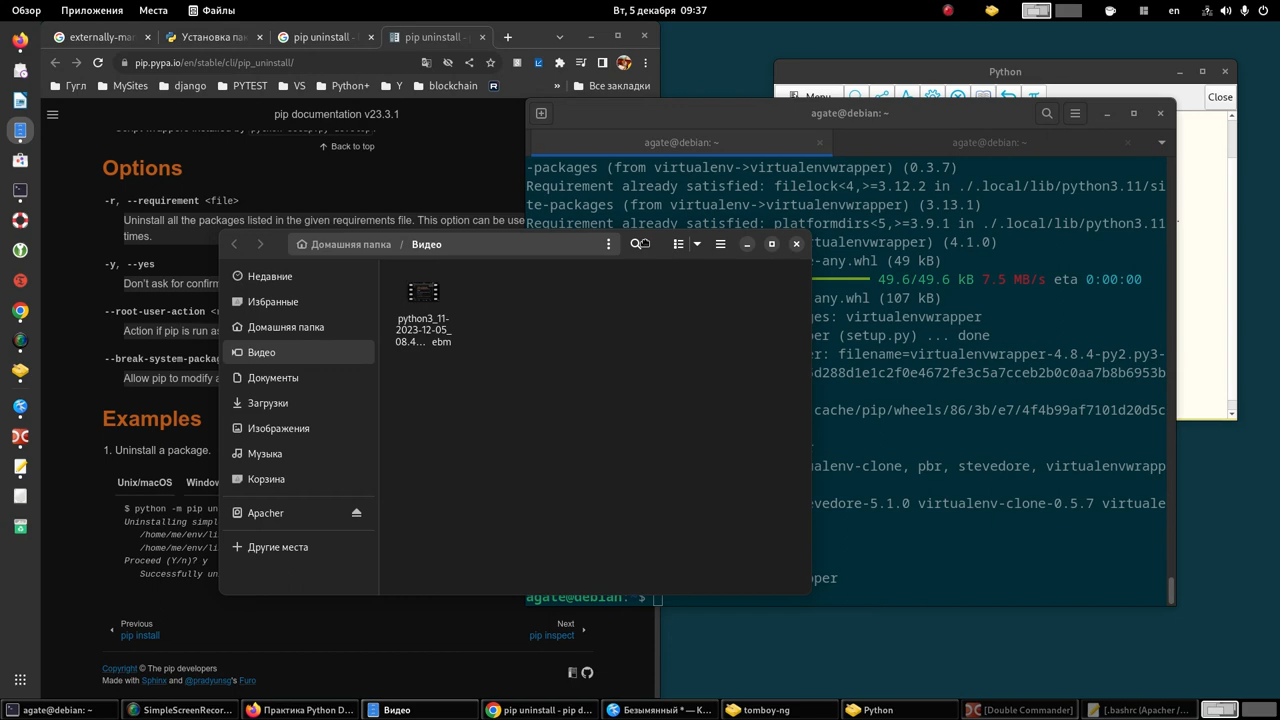 Обзор Приложения Места Файлы Вт, 5 декабря 09:37 en
externally-ma Установка пак pip uninstall - pip uninstall -
pip.pypa.io/en/stable/cli/pip_uninstall/
Гугл MySites django PYTEST VS Python+ Y blockchain Все закладки
pip documentation v23.3.1
Back to top
Options
-r, --requirement <file>
Uninstall all the packages listed in the given requirements file. This option can be use
times.
-y, --yes
Don't ask for confirm
--root-user-action <r
Action if pip is run as
--break-system-packag
Allow pip to modify a
Examples
1. Uninstall a package.
Unix/macOS Window
$ python -m pip un
Uninstalling simpl
/home/me/env/li
/home/me/env/li
Proceed (Y/n)? y
Successfully un
Previous
pip install
Next
pip inspect
Copyright © The pip developers
Made with Sphinx and @pradyunsg's Furo
Python
Menu
Close
agate@debian: ~
agate@debian: ~ agate@debian: ~
-packages (from virtualenv->virtualenvwrapper) (0.3.7)
Requirement already satisfied: filelock<4,>=3.12.2 in ./.local/lib/python3.11/si
te-packages (from virtualenv->virtualenvwrapper) (3.13.1)
Requirement already satisfied: platformdirs<5,>=3.9.1 in ./.local/lib/python3.11
rtualenvwrapper) (4.1.0)
e-any.whl (49 kB)
49.6/49.6 kB 7.5 MB/s eta 0:00:00
any.whl (107 kB)
ges: virtualenvwrapper
per (setup.py) ... done
er: filename=virtualenvwrapper-4.8.4-py2.py3-
5d288d1e1c2f0e4672fe3c5a7cceb2b0c0aa7b8b6953b
cache/pip/wheels/86/3b/e7/4f4b99af7101d20d5c
ualenv-clone, pbr, stevedore, virtualenvwrapp
evedore-5.1.0 virtualenv-clone-0.5.7 virtuale
pper
agate@debian:~$
Домашняя папка / Видео
Недавние
Избранные
Домашняя папка
Видео
Документы
Загрузки
Изображения
Музыка
Корзина
Apacher
Другие места
python3_11-
2023-12-05_
08.4... ebm
agate@debian: ~ SimpleScreenRecor... Практика Python D... Видео pip uninstall - pip d... Безымянный * — K... tomboy-ng Python [Double Commander] [.bashrc (Apacher /...